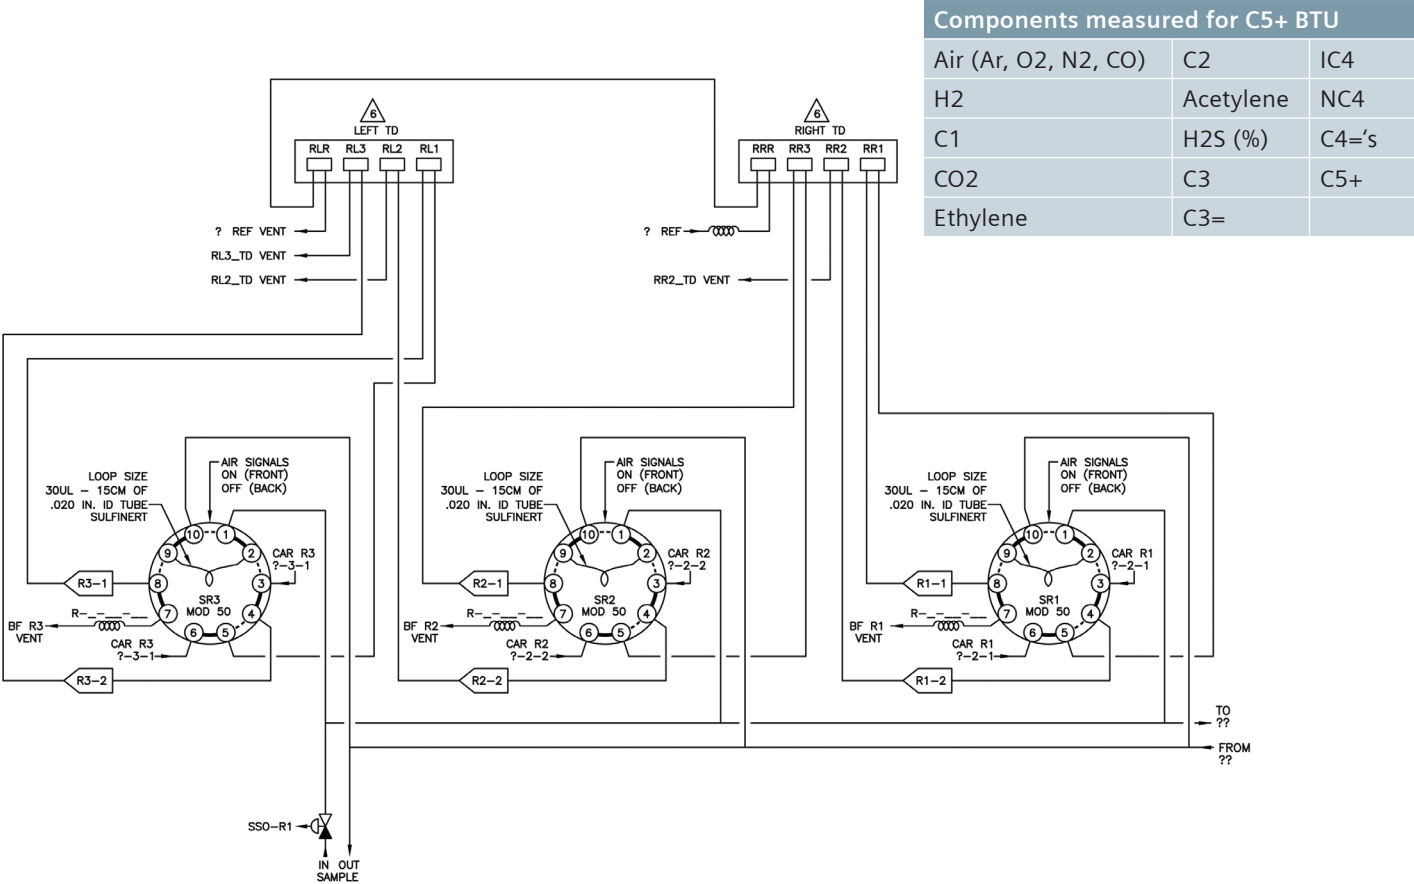 Components measured for C5+ BTU
Air (Ar, O2, N2, CO) C2 IC4
H2 Acetylene NC4
C1 H2S (%) C4=‘s
CO2 C3 C5+
Ethylene C3=
6
LEFT TD
RLR RL3 RL2 RL1
6
RIGHT TD
RRR RR3 RR2 RR1
? REF VENT
RL3_TD VENT
RL2_TD VENT
? REF
RR2_TD VENT
LOOP SIZE
30UL - 15CM OF
.020 IN. ID TUBE
SULFINERT
AIR SIGNALS
ON (FRONT)
OFF (BACK)
10 1
9 2
8 3
7 4
6 5
SR3
MOD 50
CAR R3
?-3-1
R3-1
R-_-_-__-___
BF R3
VENT
CAR R3
?-3-1
R3-2
LOOP SIZE
30UL - 15CM OF
.020 IN. ID TUBE
SULFINERT
AIR SIGNALS
ON (FRONT)
OFF (BACK)
10 1
9 2
8 3
7 4
6 5
SR2
MOD 50
CAR R2
?-2-2
R2-1
R-_-_-__-___
BF R2
VENT
CAR R2
?-2-2
R2-2
LOOP SIZE
30UL - 15CM OF
.020 IN. ID TUBE
SULFINERT
AIR SIGNALS
ON (FRONT)
OFF (BACK)
10 1
9 2
8 3
7 4
6 5
SR1
MOD 50
CAR R1
?-2-1
R1-1
R-_-_-__-___
BF R1
VENT
CAR R1
?-2-1
R1-2
TO
??
FROM
??
SSO-R1
IN OUT
SAMPLE